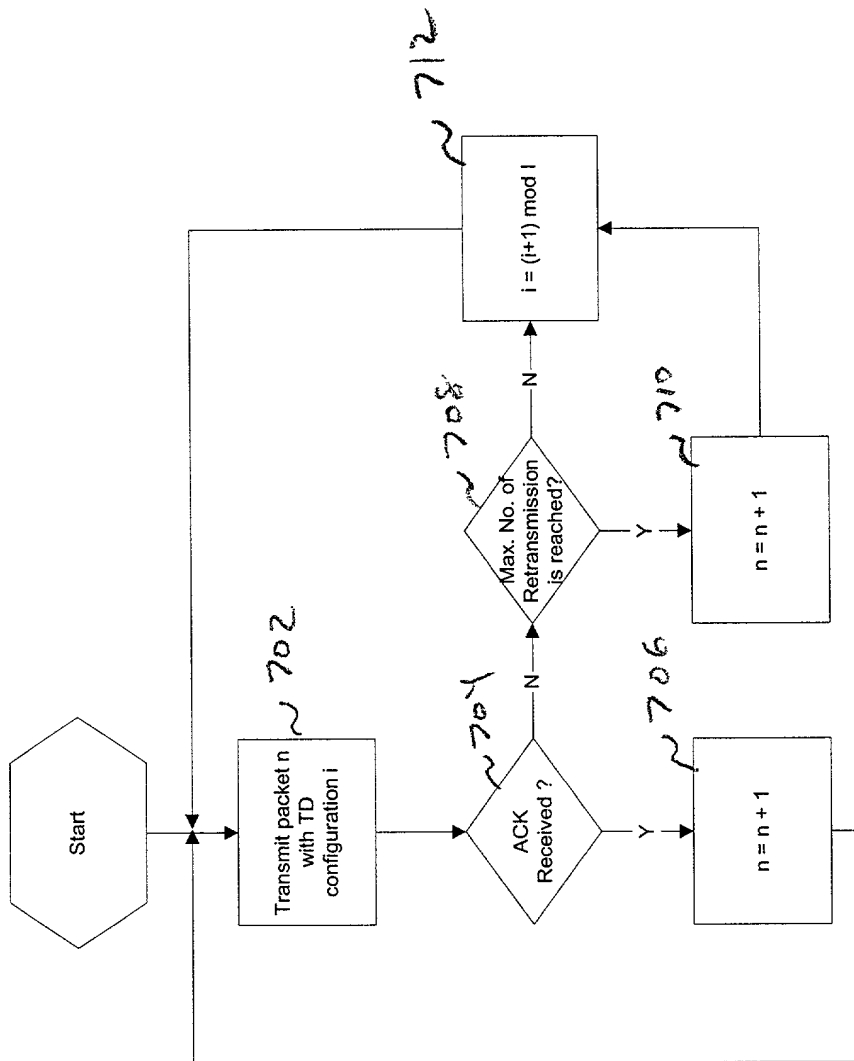 Start
Transmit packet n
with TD
configuration i
702
ACK
Received ?
704
N
Y
n = n + 1
706
Max. No. of
Retransmission
is reached?
708
N
Y
n = n + 1
710
i = (i+1) mod I
712